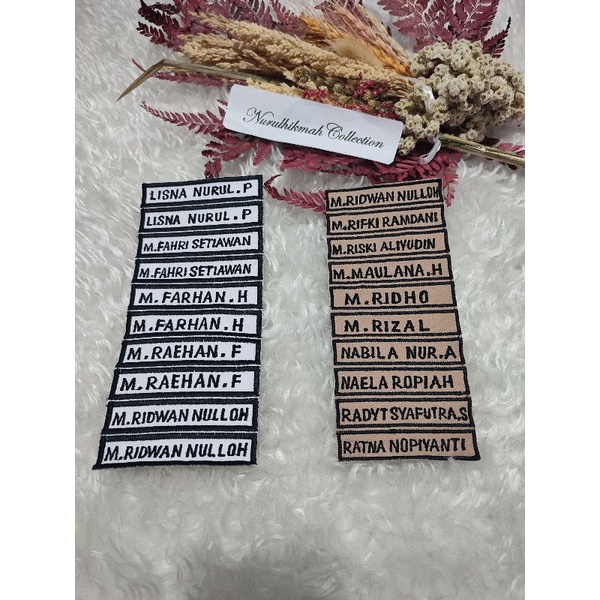 Nurulhikmah Collection
LISNA NURUL.P
LISNA NURUL.P
M.FAHRI SETIAWAN
M.FAHRI SETIAWAN
M.FARHAN.H
M.FARHAN.H
M.RAEHAN.F
M.RAEHAN.F
M.RIDWAN NULLOH
M.RIDWAN NULLOH
M.RIDWAN NULLOH
M.RIFKI RAMDANI
M.RISKI ALIYUDIN
M.MAULANA.H
M.RIDHO
M.RIZAL
NABILA NUR.A
NAELA ROPIAH
RADYT SYAFUTRA,S
RATNA NOPIYANTI